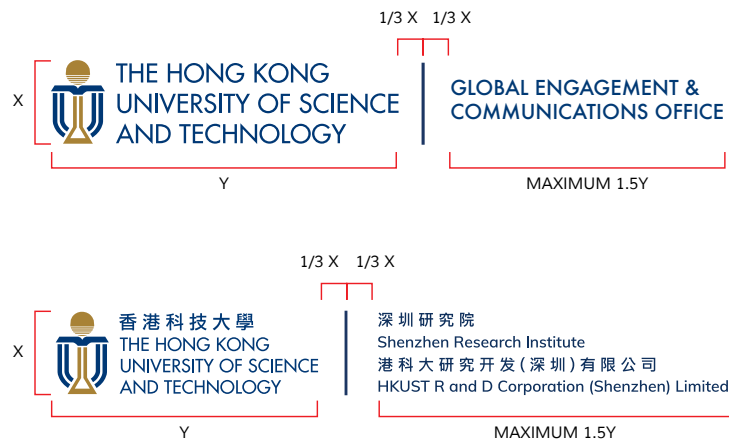 1/3 X 1/3 X
X
THE HONG KONG
UNIVERSITY OF SCIENCE
AND TECHNOLOGY
GLOBAL ENGAGEMENT &
COMMUNICATIONS OFFICE
Y
MAXIMUM 1.5Y
1/3 X 1/3 X
X
香港科技大學
THE HONG KONG
UNIVERSITY OF SCIENCE
AND TECHNOLOGY
深圳研究院
Shenzhen Research Institute
港科大研究开发(深圳)有限公司
HKUST R and D Corporation (Shenzhen) Limited
Y
MAXIMUM 1.5Y